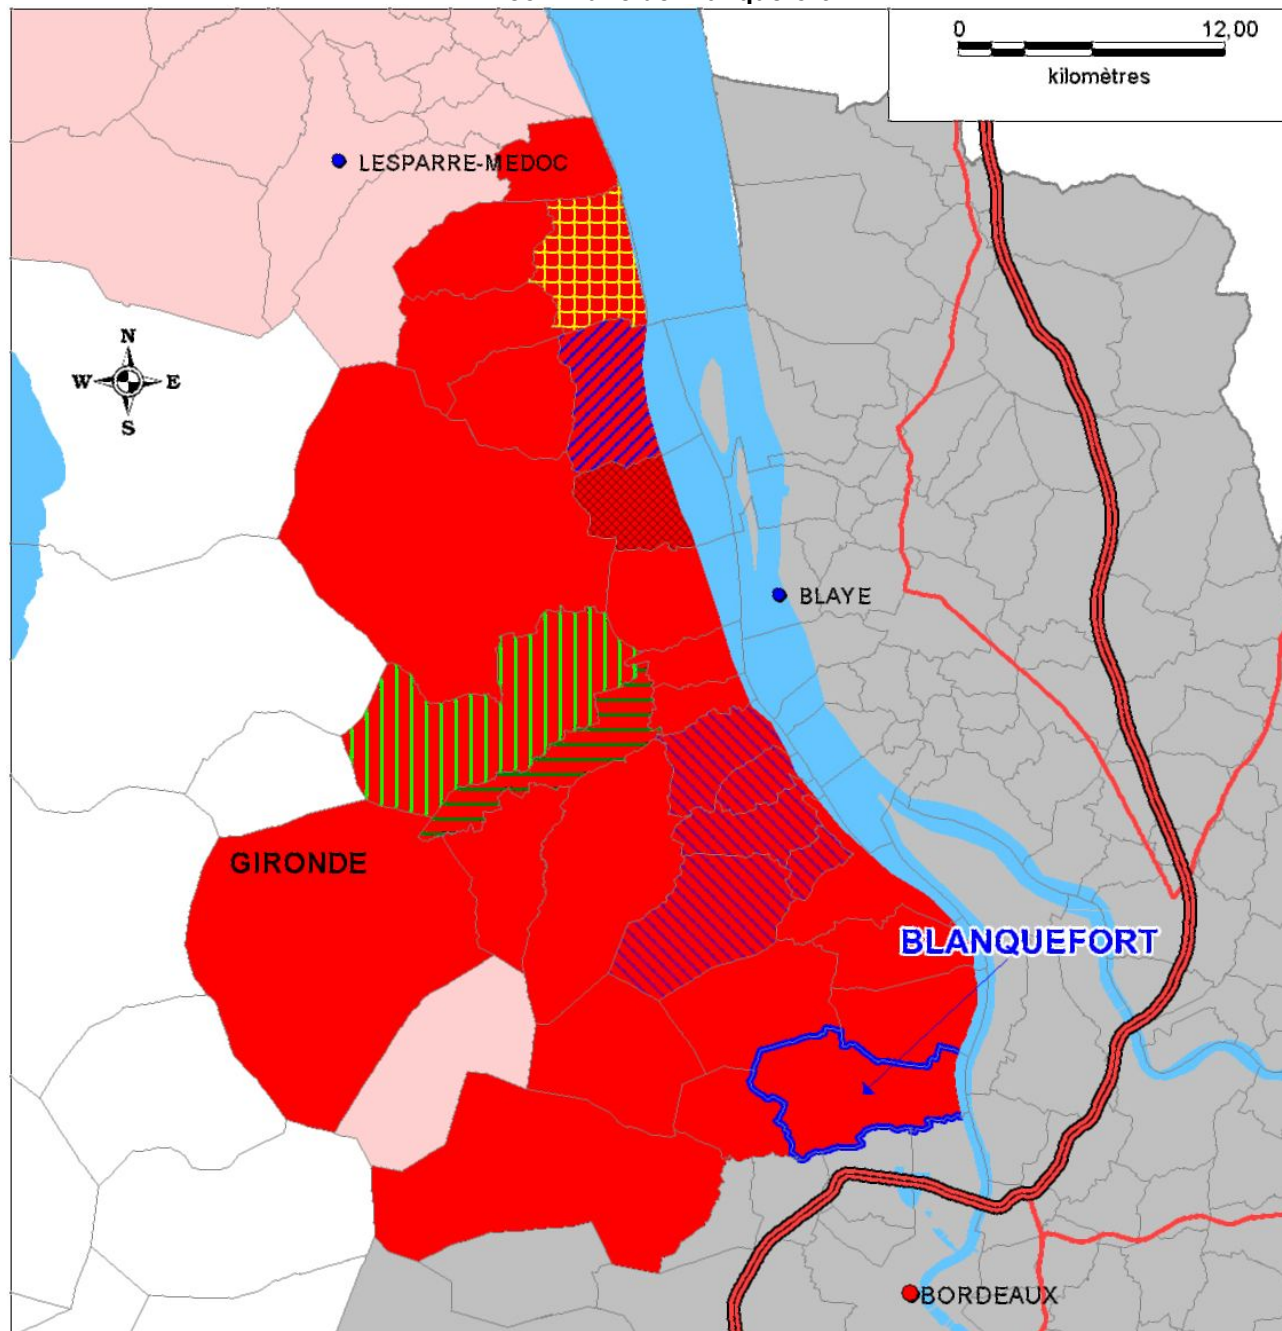 0 12,00
kilomètres
LESPARRE-MEDOC
N
W E
S
BLAYE
GIRONDE
BLANQUEFORT
BORDEAUX